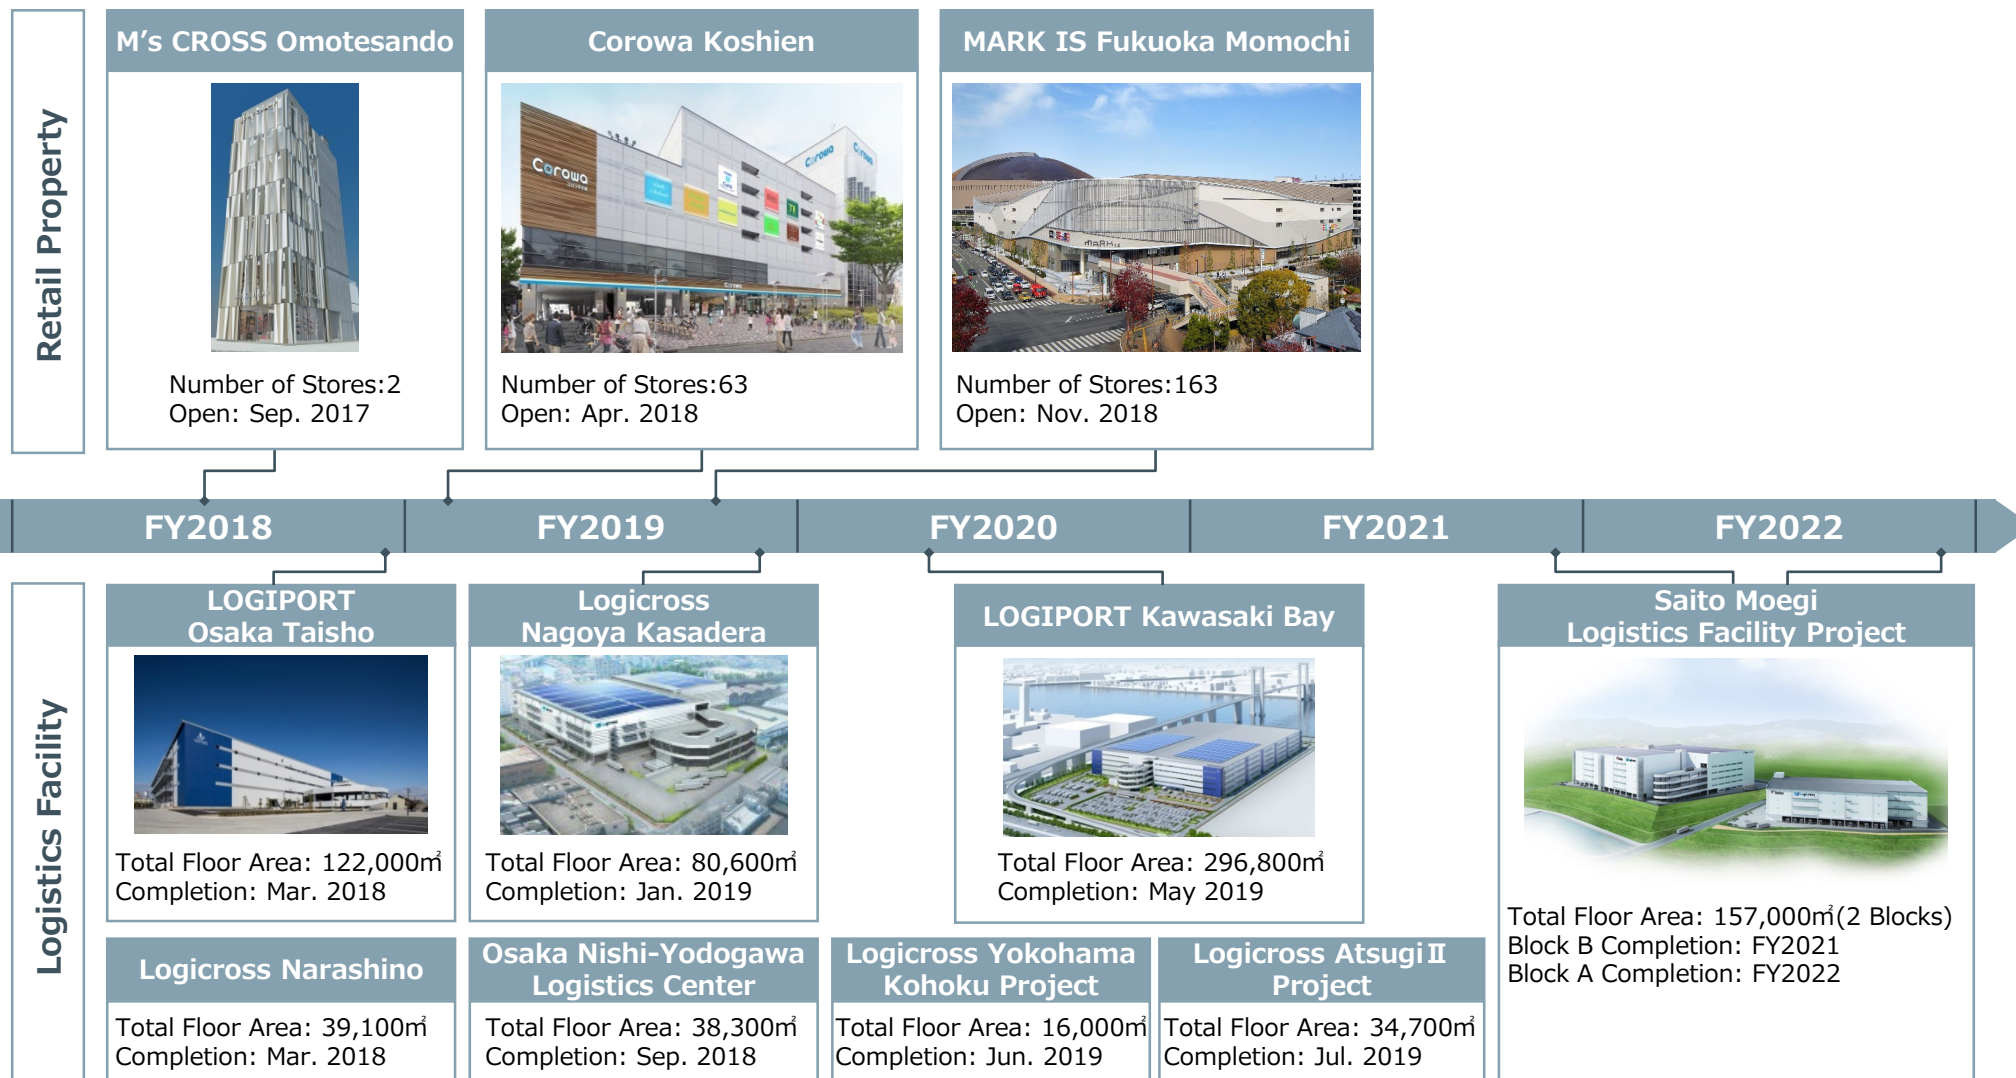 Retail Property
M’s CROSS Omotesando
Number of Stores:2
Open: Sep. 2017
Corowa Koshien
Corowa
Corowa
Corowa
Corowa
Number of Stores:63
Open: Apr. 2018
MARK IS Fukuoka Momochi
MARK IS
Number of Stores:163
Open: Nov. 2018
FY2018
FY2019
FY2020
FY2021
FY2022
Logistics Facility
LOGIPORT
Osaka Taisho
Total Floor Area: 122,000㎡
Completion: Mar. 2018
Logicross
Nagoya Kasadera
Total Floor Area: 80,600㎡
Completion: Jan. 2019
LOGIPORT Kawasaki Bay
Total Floor Area: 296,800㎡
Completion: May 2019
Saito Moegi
Logistics Facility Project
Total Floor Area: 157,000㎡(2 Blocks)
Block B Completion: FY2021
Block A Completion: FY2022
Logicross Narashino
Total Floor Area: 39,100㎡
Completion: Mar. 2018
Osaka Nishi-Yodogawa
Logistics Center
Total Floor Area: 38,300㎡
Completion: Sep. 2018
Logicross Yokohama
Kohoku Project
Total Floor Area: 16,000㎡
Completion: Jun. 2019
Logicross AtsugiⅡ
Project
Total Floor Area: 34,700㎡
Completion: Jul. 2019